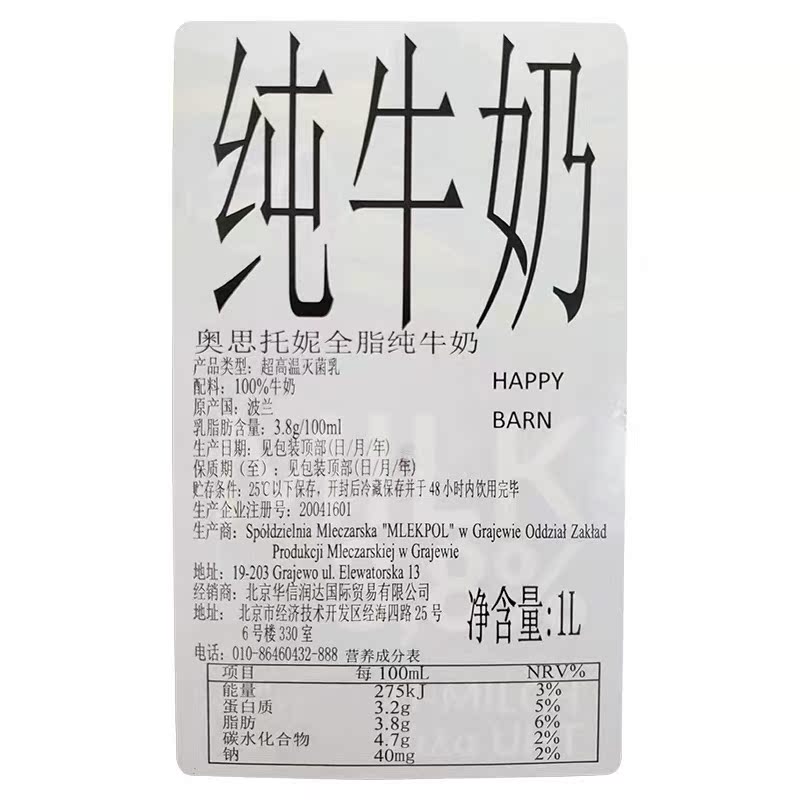 纯牛奶
奥思托妮全脂纯牛奶
产品类型：超高温灭菌乳
配料：100%牛奶
HAPPY
BARN
原产国：波兰
乳脂肪含量：3.8g/100ml
生产日期：见包装顶部(日/月/年)
保质期（至）：见包装顶部(日/月/年)
贮存条件：25℃以下保存，开封后冷藏保存并于48小时内饮用完毕
生产企业注册号：20041601
生产商：Spółdzielnia Mleczarska "MLEKPOL" w Grajewie Oddział Zakład
Produkcji Mleczarskiej w Grajewie
地址：19-203 Grajewo ul. Elewatorska 13
经销商：北京华信润达国际贸易有限公司
地址：北京市经济技术开发区经海四路25号
6号楼330室
净含量:1L
电话：010-86460432-888 营养成分表
项目 每100mL NRV%
能量 275kJ 3%
蛋白质 3.2g 5%
脂肪 3.8g 6%
碳水化合物 4.7g 2%
钠 40mg 2%